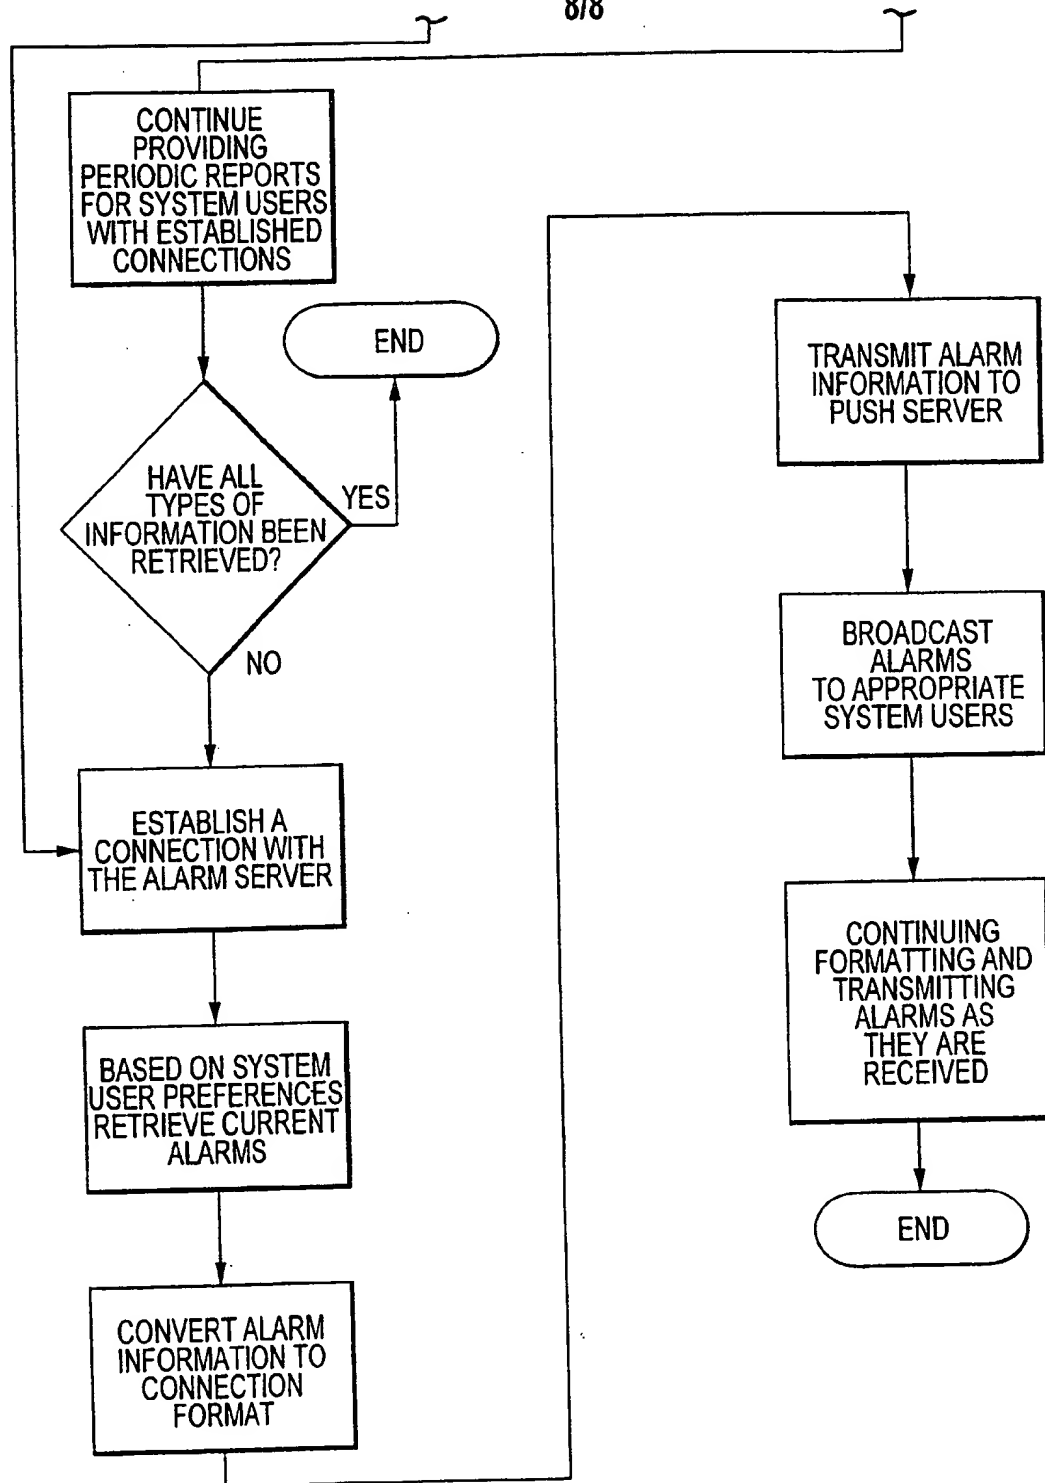 8/8
CONTINUE
PROVIDING
PERIODIC REPORTS
FOR SYSTEM USERS
WITH ESTABLISHED
CONNECTIONS
END
HAVE ALL
TYPES OF
INFORMATION BEEN
RETRIEVED?
YES
NO
ESTABLISH A
CONNECTION WITH
THE ALARM SERVER
BASED ON SYSTEM
USER PREFERENCES
RETRIEVE CURRENT
ALARMS
CONVERT ALARM
INFORMATION TO
CONNECTION
FORMAT
TRANSMIT ALARM
INFORMATION TO
PUSH SERVER
BROADCAST
ALARMS
TO APPROPRIATE
SYSTEM USERS
CONTINUING
FORMATTING AND
TRANSMITTING
ALARMS AS
THEY ARE
RECEIVED
END